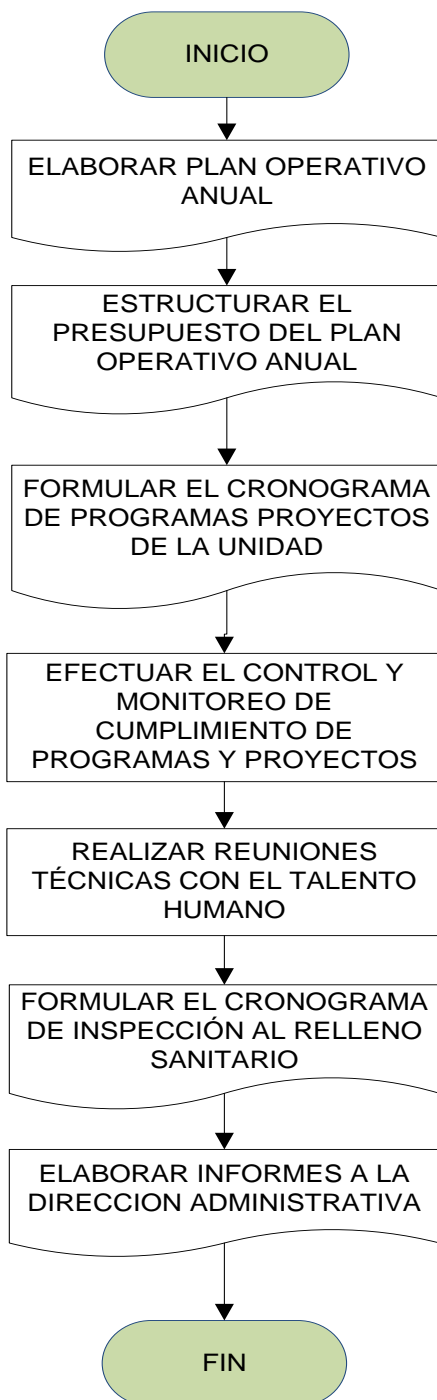 INICIO
ELABORAR PLAN OPERATIVO
ANUAL
ESTRUCTURAR EL
PRESUPUESTO DEL PLAN
OPERATIVO ANUAL
FORMULAR EL CRONOGRAMA
DE PROGRAMAS PROYECTOS
DE LA UNIDAD
EFECTUAR EL CONTROL Y
MONITOREO DE
CUMPLIMIENTO DE
PROGRAMAS Y PROYECTOS
REALIZAR REUNIONES
TÉCNICAS CON EL TALENTO
HUMANO
FORMULAR EL CRONOGRAMA
DE INSPECCIÓN AL RELLENO
SANITARIO
ELABORAR INFORMES A LA
DIRECCION ADMINISTRATIVA
FIN